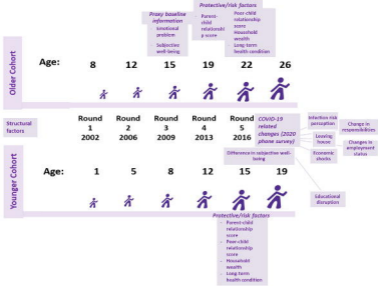 Protective/risk factors
Proxy baseline
information
Emotional
problem
Subjective
well-being
Parent-
child
relationshi
p score
Peer-child
relationship
score
Household
wealth
Long-term
health condition
Older Cohort
Age:
8
12
15
19
22
26
Structural
factors
Round
1
2002
Round
2
2006
Round
3
2009
Round
4
2013
Round
5
2016
COVID-19
related
changes (2020
phone survey)
Infection risk
perception
Leaving
house
Economic
shocks
Change in
responsibilities
Changes in
employment
status
Difference in subjective well-
being
Educational
disruption
Younger Cohort
Age:
1
5
8
12
15
19
Protective/risk factors
- Parent-child
relationship
score
- Peer-child
relationship
score
- Household
wealth
- Long-term
health condition